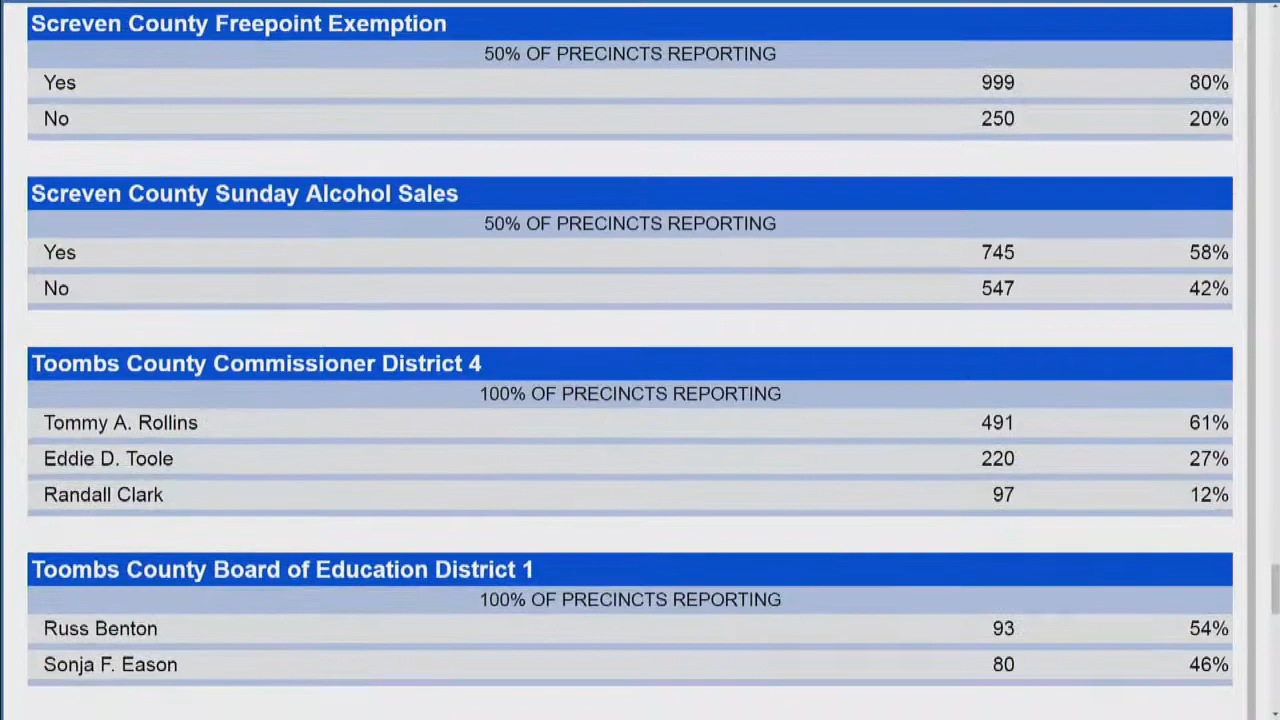 Screven County Freepoint Exemption
50% OF PRECINCTS REPORTING
Yes 999 80%
No 250 20%
Screven County Sunday Alcohol Sales
50% OF PRECINCTS REPORTING
Yes 745 58%
No 547 42%
Toombs County Commissioner District 4
100% OF PRECINCTS REPORTING
Tommy A. Rollins 491 61%
Eddie D. Toole 220 27%
Randall Clark 97 12%
Toombs County Board of Education District 1
100% OF PRECINCTS REPORTING
Russ Benton 93 54%
Sonja F. Eason 80 46%